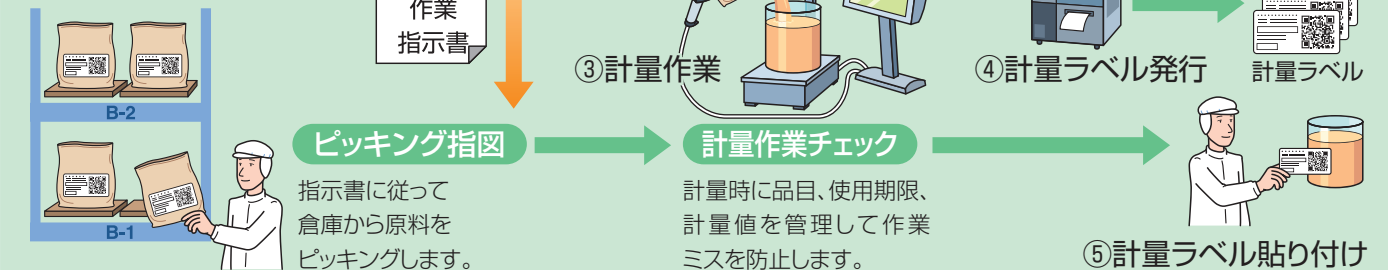 作業
指示書
③計量作業
④計量ラベル発行
計量ラベル
B-2
ピッキング指図
計量作業チェック
指示書に従って
倉庫から原料を
ピッキングします。
計量時に品目、使用期限、
計量値を管理して作業
ミスを防止します。
B-1
⑤計量ラベル貼り付け